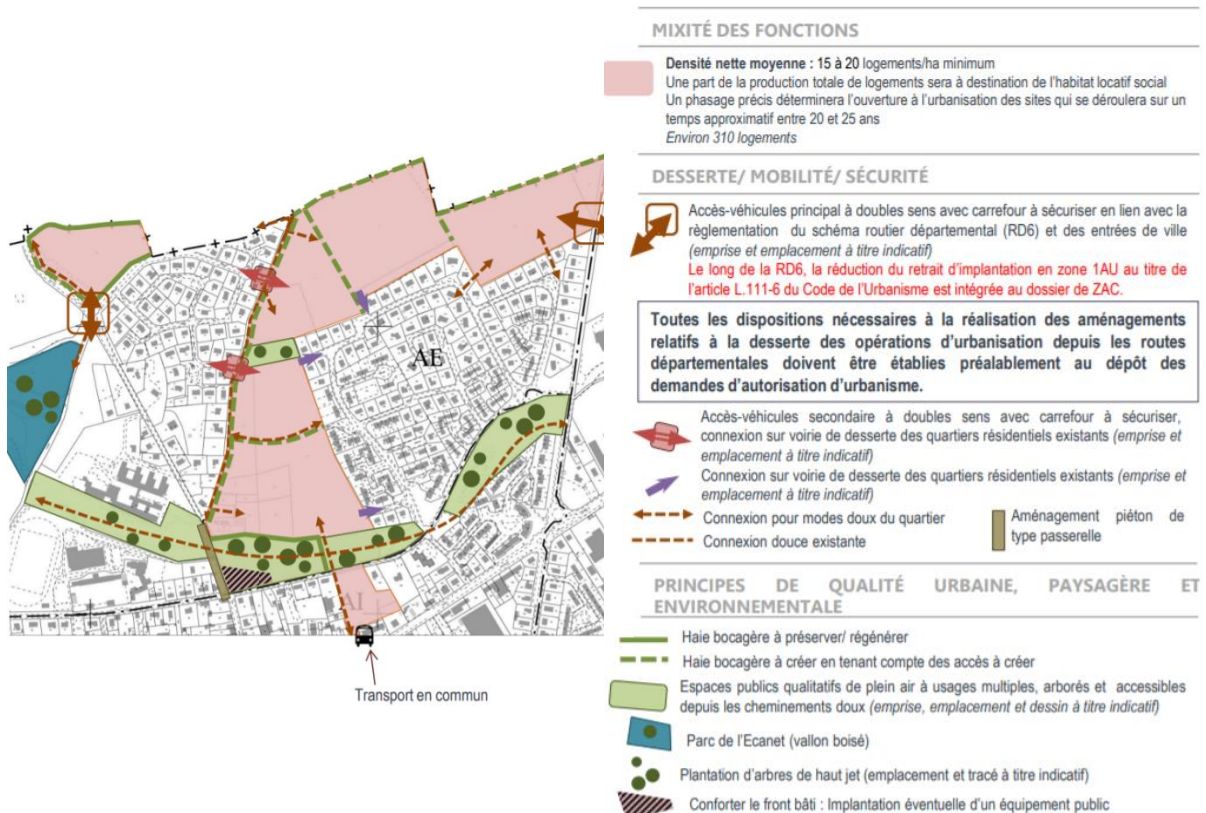 AE
AI
Transport en commun
MIXITÉ DES FONCTIONS
Densité nette moyenne : 15 à 20 logements/ha minimum
Une part de la production totale de logements sera à destination de l'habitat locatif social
Un phasage précis déterminera l'ouverture à l'urbanisation des sites qui se déroulera sur un
temps approximatif entre 20 et 25 ans
Environ 310 logements
DESSERTE/ MOBILITÉ/ SÉCURITÉ
Accès-véhicules principal à doubles sens avec carrefour à sécuriser en lien avec la
règlementation du schéma routier départemental (RD6) et des entrées de ville
(emprise et emplacement à titre indicatif)
Le long de la RD6, la réduction du retrait d'implantation en zone 1AU au titre de
l'article L.111-6 du Code de l'Urbanisme est intégrée au dossier de ZAC.
Toutes les dispositions nécessaires à la réalisation des aménagements
relatifs à la desserte des opérations d'urbanisation depuis les routes
départementales doivent être établies préalablement au dépôt des
demandes d'autorisation d'urbanisme.
Accès-véhicules secondaire à doubles sens avec carrefour à sécuriser,
connexion sur voirie de desserte des quartiers résidentiels existants (emprise et
emplacement à titre indicatif)
Connexion sur voirie de desserte des quartiers résidentiels existants (emprise et
emplacement à titre indicatif)
Connexion pour modes doux du quartier
Connexion douce existante
Aménagement piéton de
type passerelle
PRINCIPES DE QUALITÉ URBAINE, PAYSAGÈRE ET
ENVIRONNEMENTALE
Haie bocagère à préserver/ régénérer
Haie bocagère à créer en tenant compte des accès à créer
Espaces publics qualitatifs de plein air à usages multiples, arborés et accessibles
depuis les cheminements doux (emprise, emplacement et dessin à titre indicatif)
Parc de l'Ecanet (vallon boisé)
Plantation d'arbres de haut jet (emplacement et tracé à titre indicatif)
Conforter le front bâti : Implantation éventuelle d'un équipement public